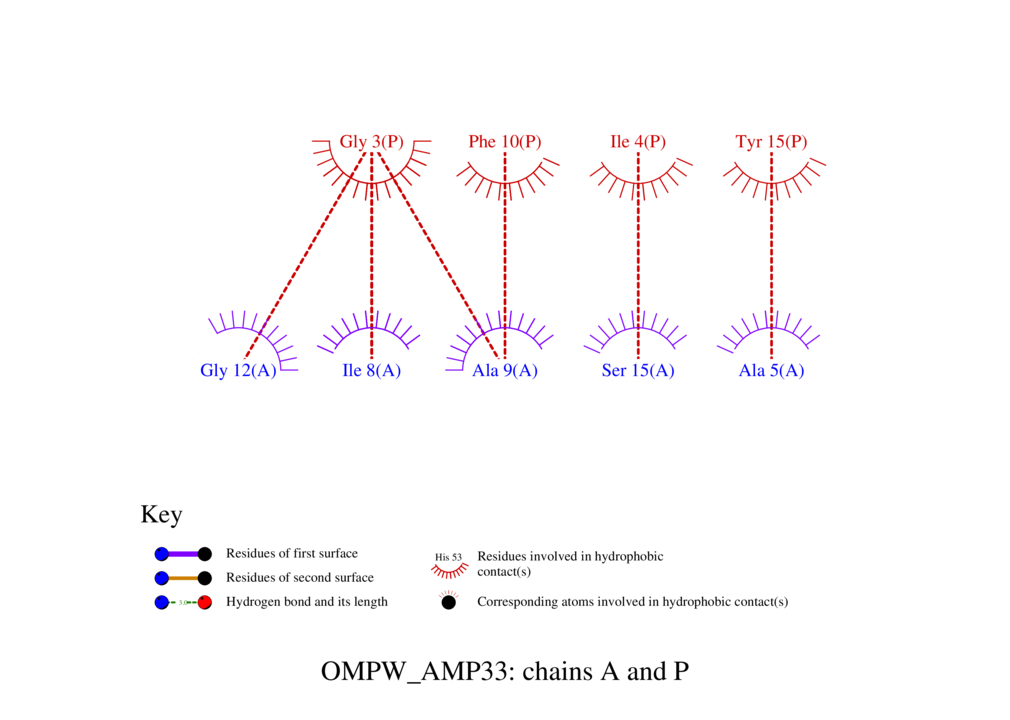 Gly 3(P) Phe 10(P) Ile 4(P) Tyr 15(P)
Gly 12(A) Ile 8(A) Ala 9(A) Ser 15(A) Ala 5(A)
Key
Residues of first surface
Residues of second surface
3.0
Hydrogen bond and its length
His 53
Residues involved in hydrophobic
contact(s)
Corresponding atoms involved in hydrophobic contact(s)
OMPW_AMP33: chains A and P